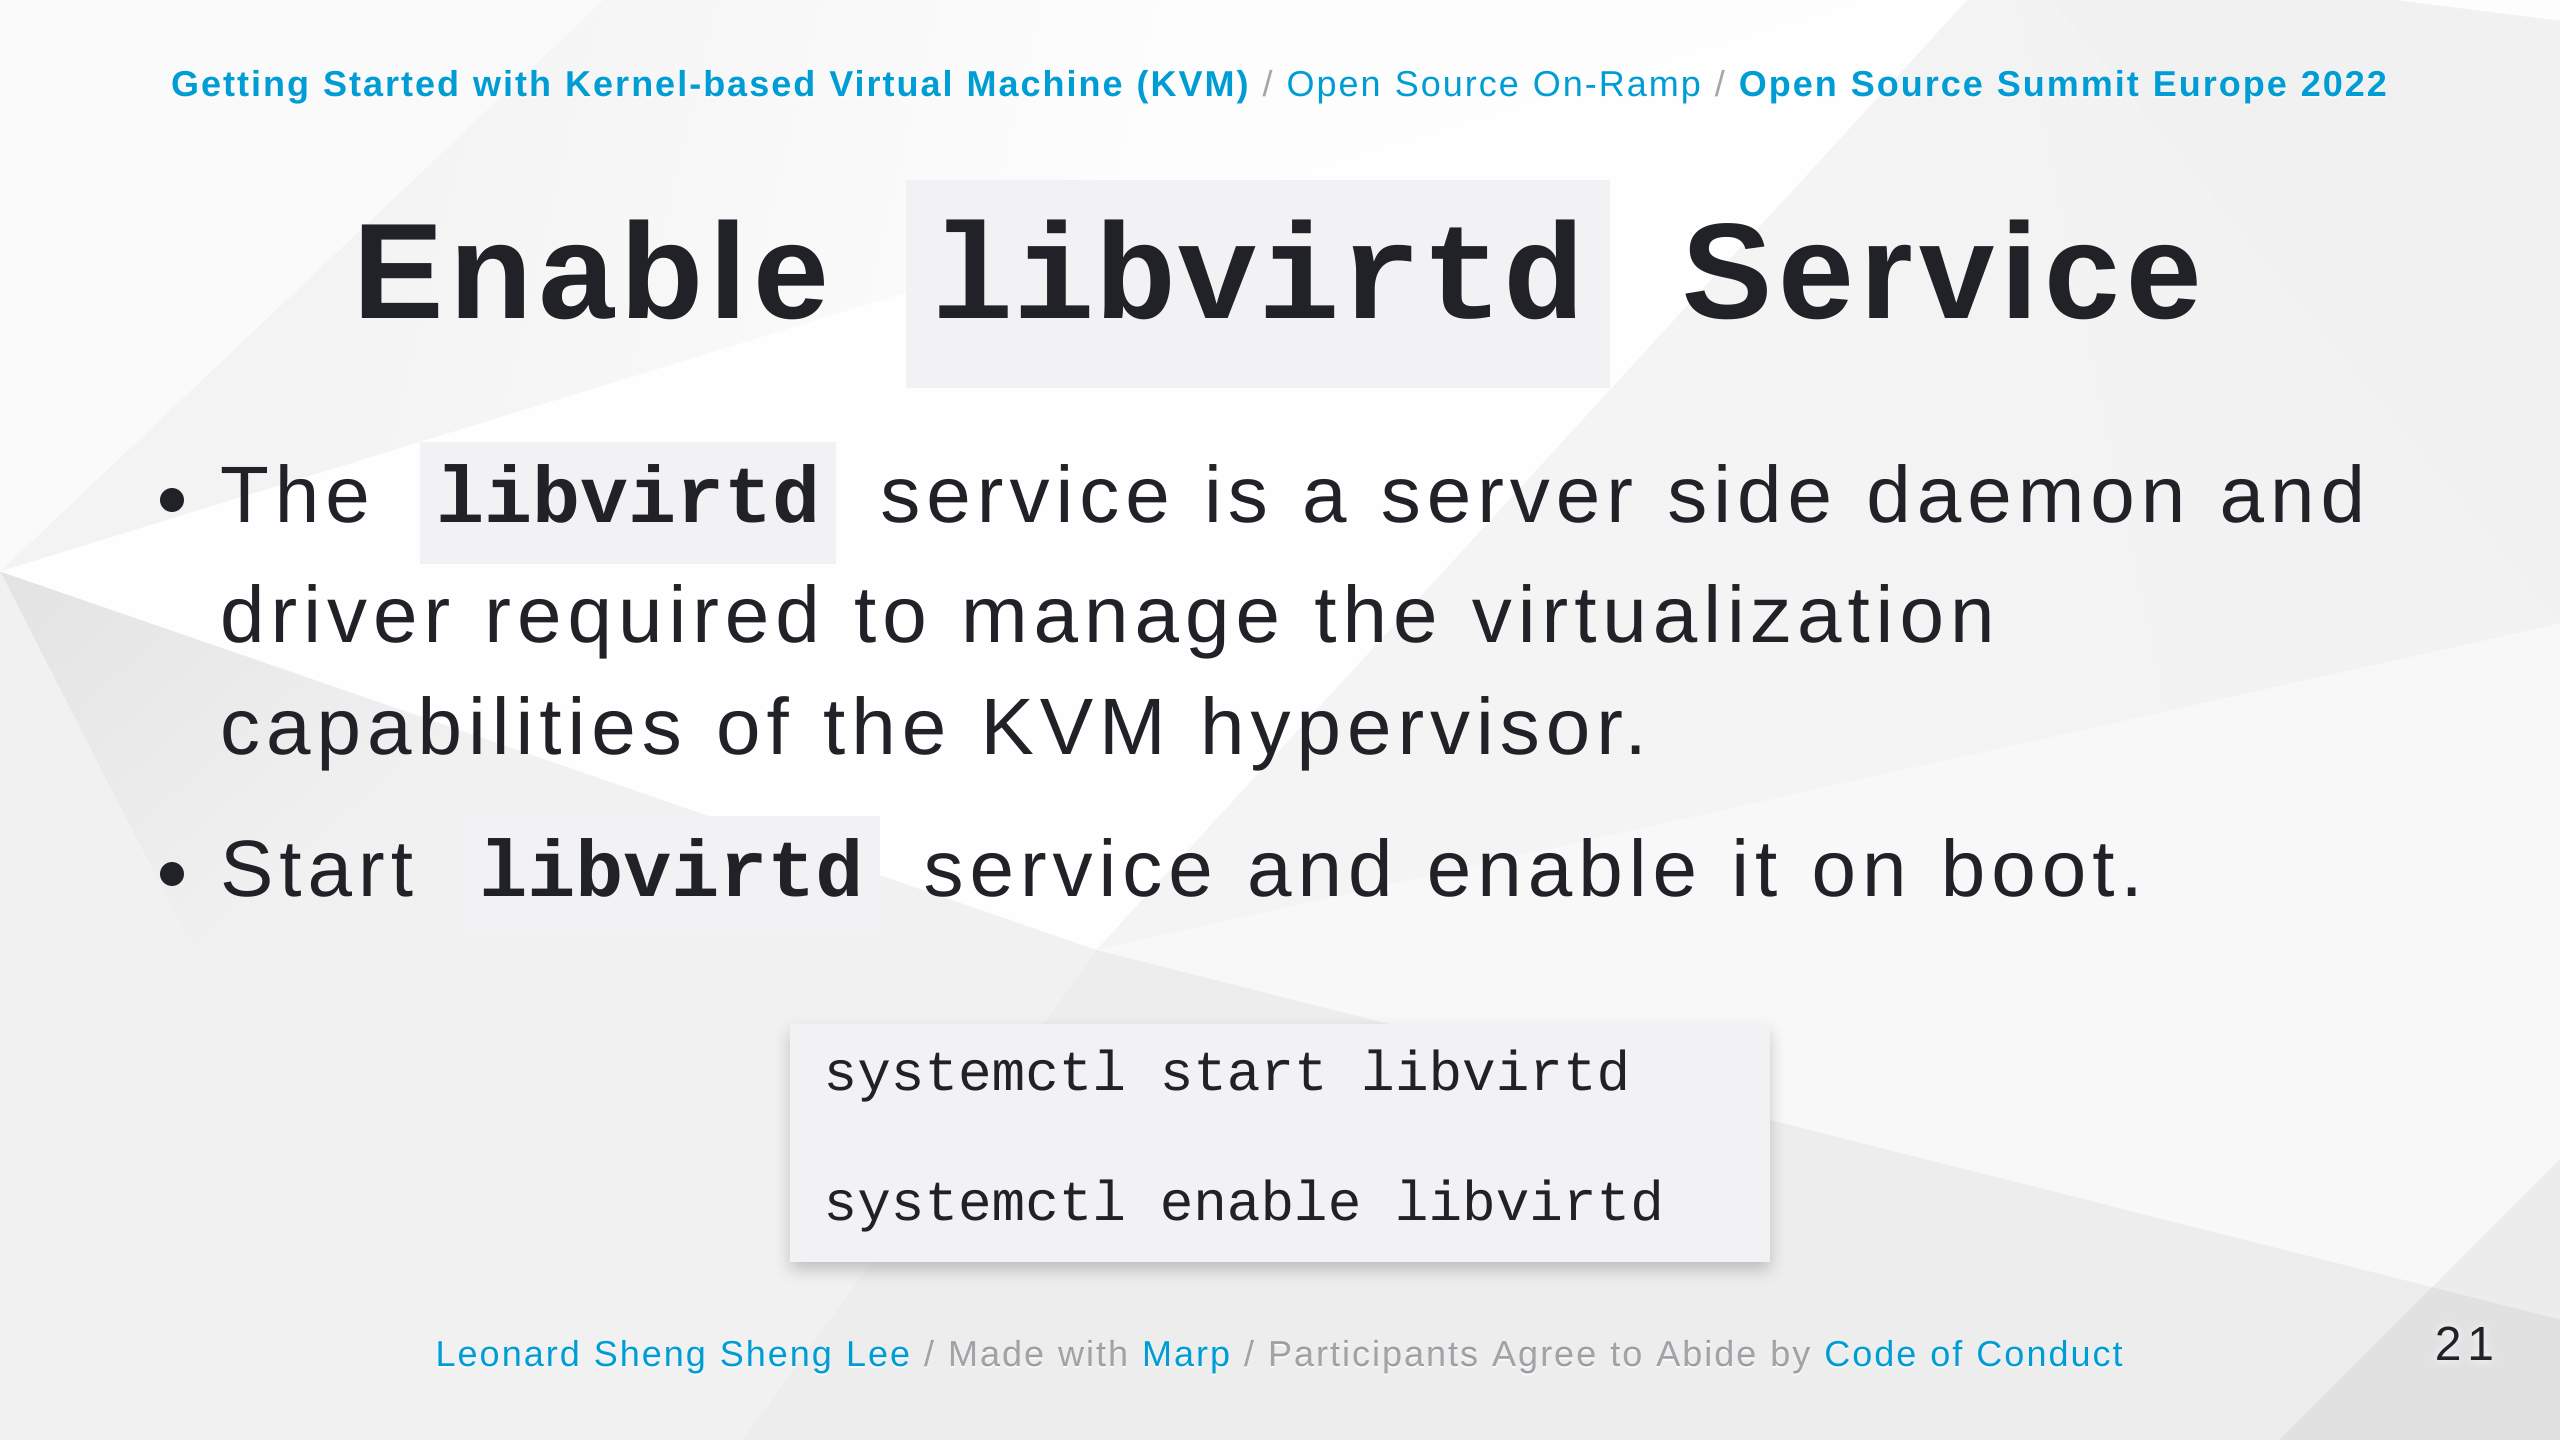 Getting Started with Kernel-based Virtual Machine (KVM) / Open Source On-Ramp / Open Source Summit Europe 2022
Enable libvirtd Service
• The libvirtd service is a server side daemon and
driver required to manage the virtualization
capabilities of the KVM hypervisor.
• Start libvirtd service and enable it on boot.
systemctl start libvirtd
systemctl enable libvirtd
Leonard Sheng Sheng Lee / Made with Marp / Participants Agree to Abide by Code of Conduct
21